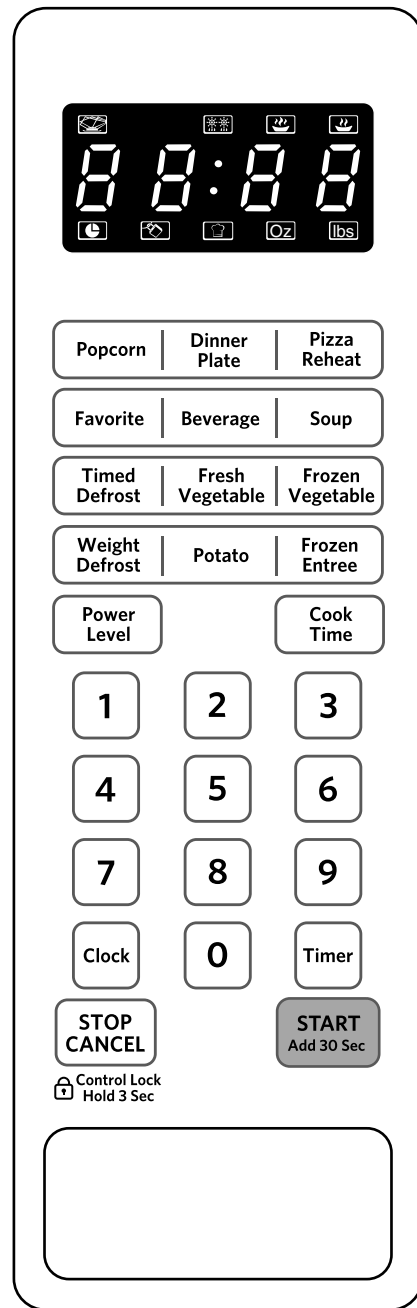 88:88
Oz lbs
Popcorn
Dinner
Plate
Pizza
Reheat
Favorite
Beverage
Soup
Timed
Defrost
Fresh
Vegetable
Frozen
Vegetable
Weight
Defrost
Potato
Frozen
Entree
Power
Level
Cook
Time
1 2 3
4 5 6
7 8 9
Clock 0 Timer
STOP
CANCEL
START
Add 30 Sec
Control Lock
Hold 3 Sec